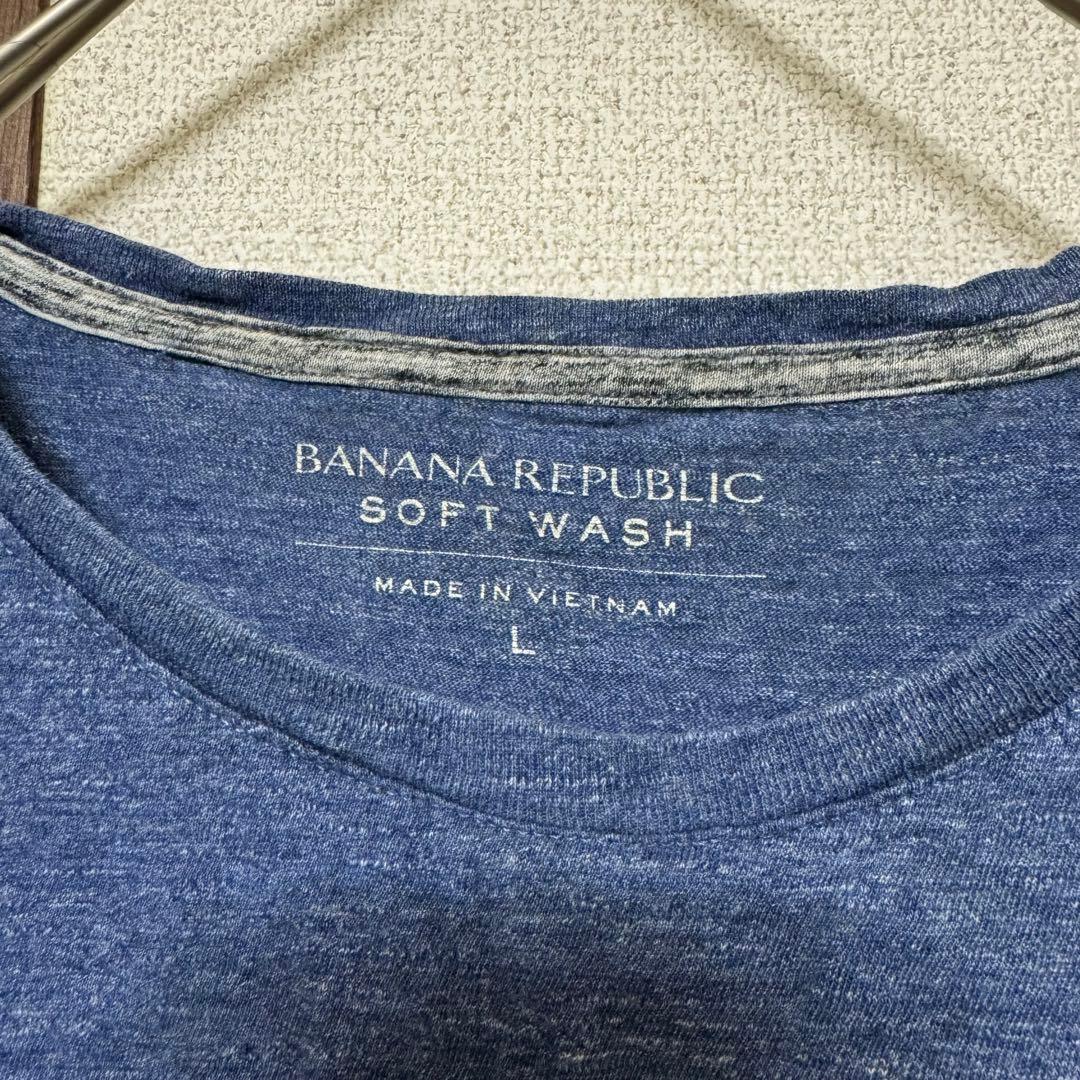 BANANA REPUBLIC
SOFT WASH
MADE IN VIETNAM
L